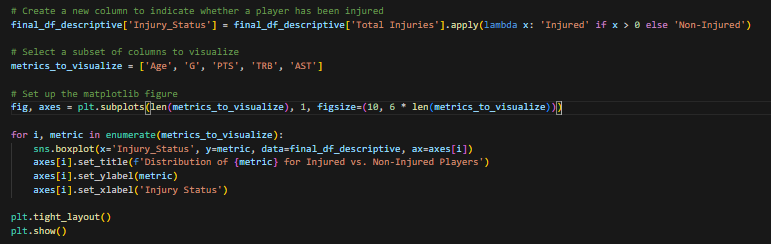 # Create a new column to indicate whether a player has been injured
final_df_descriptive['Injury_Status'] = final_df_descriptive['Total Injuries'].apply(lambda x: 'Injured' if x > 0 else 'Non-Injured')
# Select a subset of columns to visualize
metrics_to_visualize = ['Age', 'G', 'PTS', 'TRB', 'AST']
# Set up the matplotlib figure
fig, axes = plt.subplots(len(metrics_to_visualize), 1, figsize=(10, 6 * len(metrics_to_visualize)))
for i, metric in enumerate(metrics_to_visualize):
    sns.boxplot(x='Injury_Status', y=metric, data=final_df_descriptive, ax=axes[i])
    axes[i].set_title(f'Distribution of {metric} for Injured vs. Non-Injured Players')
    axes[i].set_ylabel(metric)
    axes[i].set_xlabel('Injury Status')
plt.tight_layout()
plt.show()